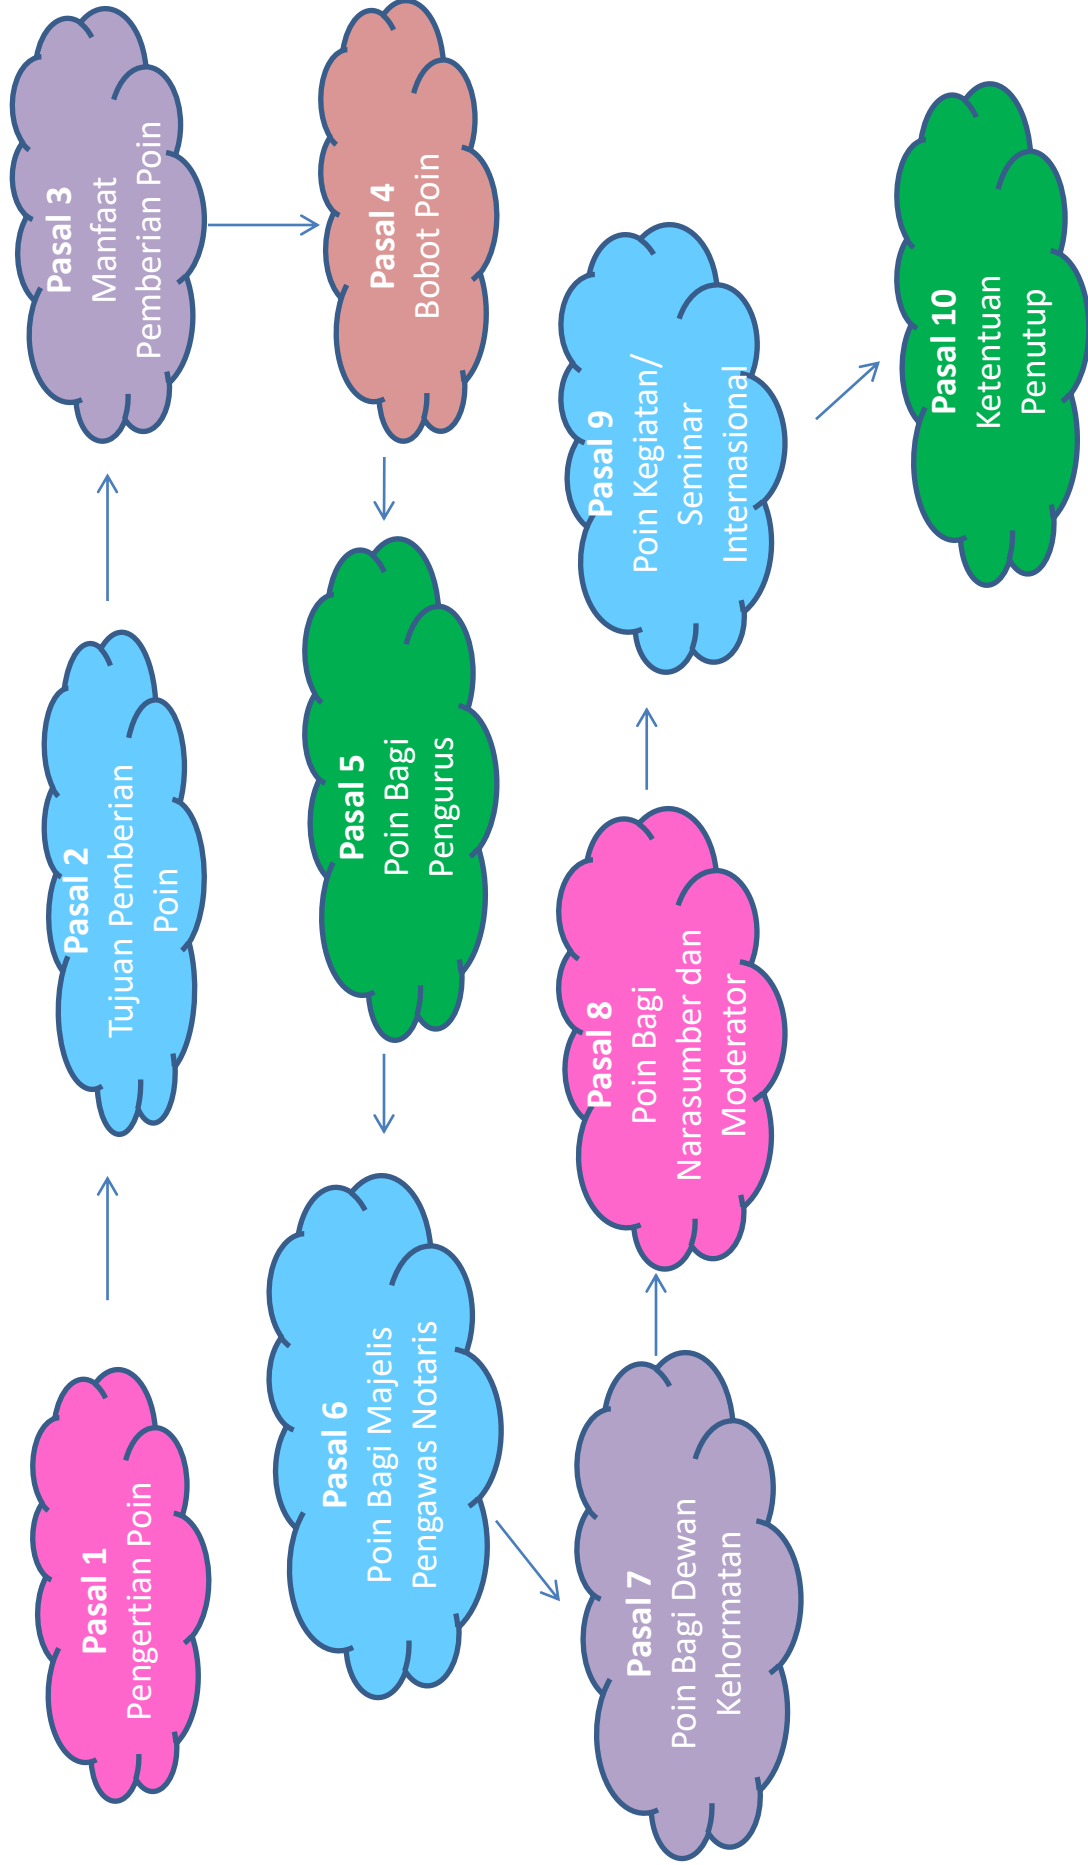 Pasal 1
Pengertian Poin
Pasal 2
Tujuan Pemberian
Poin
Pasal 3
Manfaat
Pemberian Poin
Pasal 4
Bobot Poin
Pasal 5
Poin Bagi
Pengurus
Pasal 6
Poin Bagi Majelis
Pengawas Notaris
Pasal 7
Poin Bagi Dewan
Kehormatan
Pasal 8
Poin Bagi
Narasumber dan
Moderator
Pasal 9
Poin Kegiatan/
Seminar
Internasional
Pasal 10
Ketentuan
Penutup